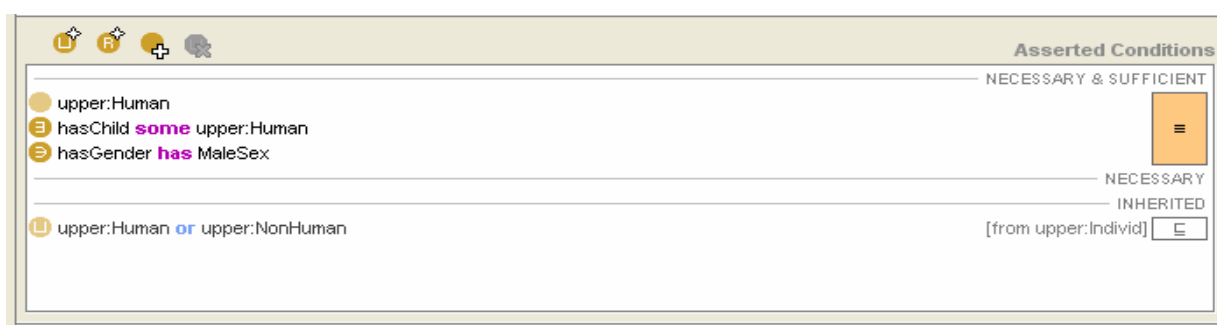 Asserted Conditions
NECESSARY & SUFFICIENT
upper:Human
hasChild some upper:Human
hasGender has MaleSex
≡
NECESSARY
INHERITED
upper:Human or upper:NonHuman [from upper:Individ] ⊑